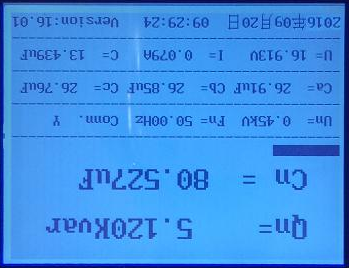 Qn= 5.120Kvar
Cn = 80.527uF
Un= 0.45kV Fn= 50.00Hz Conn. Y
Ca= 26.91uF Cb= 26.85uF Cc= 26.76uF
U= 16.913V I= 0.079A C= 13.439uF
2016年09月20日 09:29:24 Version:16.01